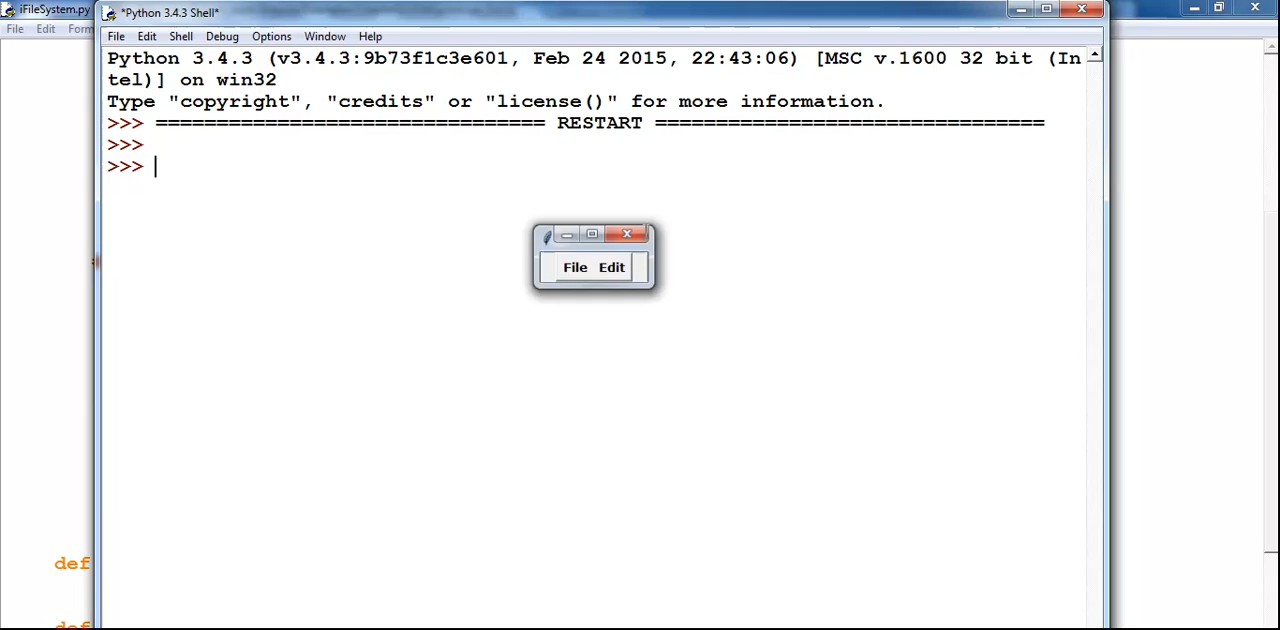 iFileSystem.py
File Edit Form
*Python 3.4.3 Shell*
File Edit Shell Debug Options Window Help
Python 3.4.3 (v3.4.3:9b73f1c3e601, Feb 24 2015, 22:43:06) [MSC v.1600 32 bit (In
tel)] on win32
Type "copyright", "credits" or "license()" for more information.
>>> ================================ RESTART ================================
>>>
>>>
File Edit
def